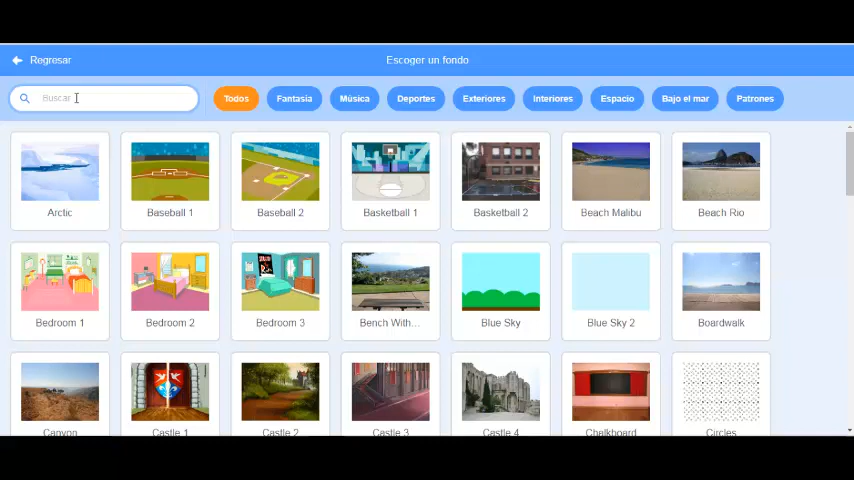 Regresar
Escoger un fondo
Buscar
Todos
Fantasía
Música
Deportes
Exteriores
Interiores
Espacio
Bajo el mar
Patrones
Arctic
Baseball 1
Baseball 2
Basketball 1
Basketball 2
Beach Malibu
Beach Rio
Bedroom 1
Bedroom 2
Bedroom 3
Bench With...
Blue Sky
Blue Sky 2
Boardwalk
Canyon
Castle 1
Castle 2
Castle 3
Castle 4
Chalkboard
Circles